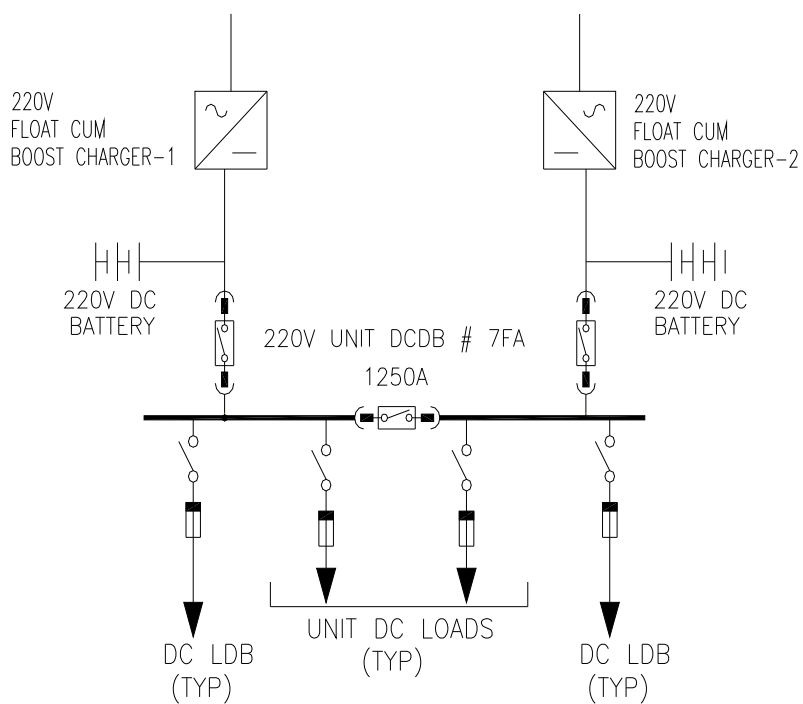 220V
FLOAT CUM
BOOST CHARGER-1
220V
FLOAT CUM
BOOST CHARGER-2
220V DC
BATTERY
220V DC
BATTERY
220V UNIT DCDB # 7FA
1250A
UNIT DC LOADS
(TYP)
DC LDB
(TYP)
DC LDB
(TYP)